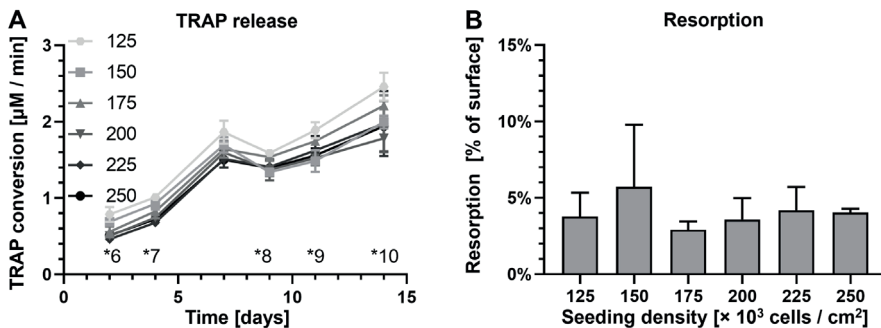 A
TRAP release
TRAP conversion [µM / min]
3
2
1
0
125
150
175
200
225
250
*6 *7 *8 *9 *10
0 5 10 15
Time [days]
B
Resorption
Resorption [% of surface]
15%
10%
5%
0%
125 150 175 200 225 250
Seeding density [× 10³ cells / cm²]